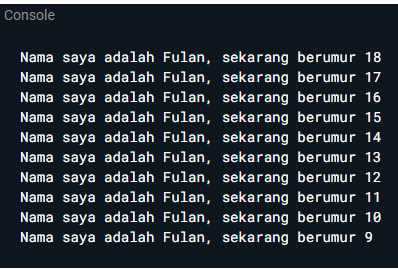 Console
Nama saya adalah Fulan, sekarang berumur 18
Nama saya adalah Fulan, sekarang berumur 17
Nama saya adalah Fulan, sekarang berumur 16
Nama saya adalah Fulan, sekarang berumur 15
Nama saya adalah Fulan, sekarang berumur 14
Nama saya adalah Fulan, sekarang berumur 13
Nama saya adalah Fulan, sekarang berumur 12
Nama saya adalah Fulan, sekarang berumur 11
Nama saya adalah Fulan, sekarang berumur 10
Nama saya adalah Fulan, sekarang berumur 9